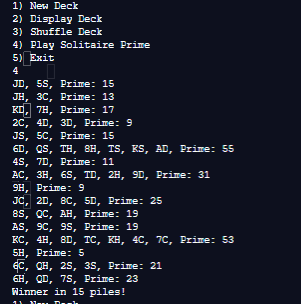 1) New Deck
2) Display Deck
3) Shuffle Deck
4) Play Solitaire Prime
5) Exit
4
JD, 5S, Prime: 15
JH, 3C, Prime: 13
KD, 7H, Prime: 17
2C, 4D, 3D, Prime: 9
JS, 5C, Prime: 15
6D, QS, TH, 8H, TS, KS, AD, Prime: 55
4S, 7D, Prime: 11
AC, 3H, 6S, TD, 2H, 9D, Prime: 31
9H, Prime: 9
JC, 2D, 8C, 5D, Prime: 25
8S, QC, AH, Prime: 19
AS, 9C, 9S, Prime: 19
KC, 4H, 8D, TC, KH, 4C, 7C, Prime: 53
5H, Prime: 5
6C, QH, 2S, 3S, Prime: 21
6H, QD, 7S, Prime: 23
Winner in 15 piles!
1) New Deck